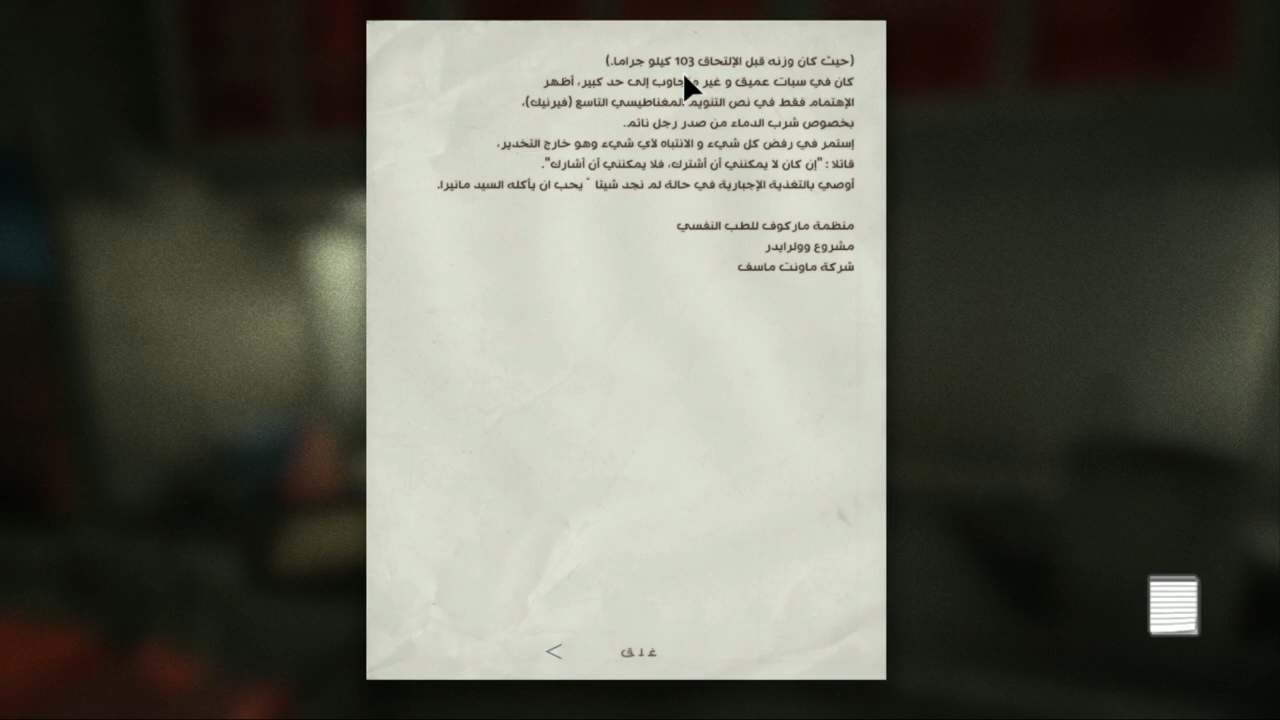 (حيث كان وزنه قبل الإلتحاق 103 كيلو جراما.)
كان في سبات عميق و غير إلى حد كبير، أظهر
الإهتمام فقط في نص التنويم المغناطيسي التاسع (فيرنيك)،
بخصوص شرب الدماء من صدر رجل نائم.
إستمر في رفض كل شيء و الانتباه لأي شيء وهو خارج التخدير،
قائلا : "إن كان لا يمكنني أن أشترك، فلا يمكنني أن أشارك".
أوصي بالتغذية الإجبارية في حالة لم نجد شيئا ً يحب ان يأكله السيد مانيرا.
منظمة ماركوف للطب النفسي
مشروع وولرايدر
شركة ماونت ماسف
< غلق